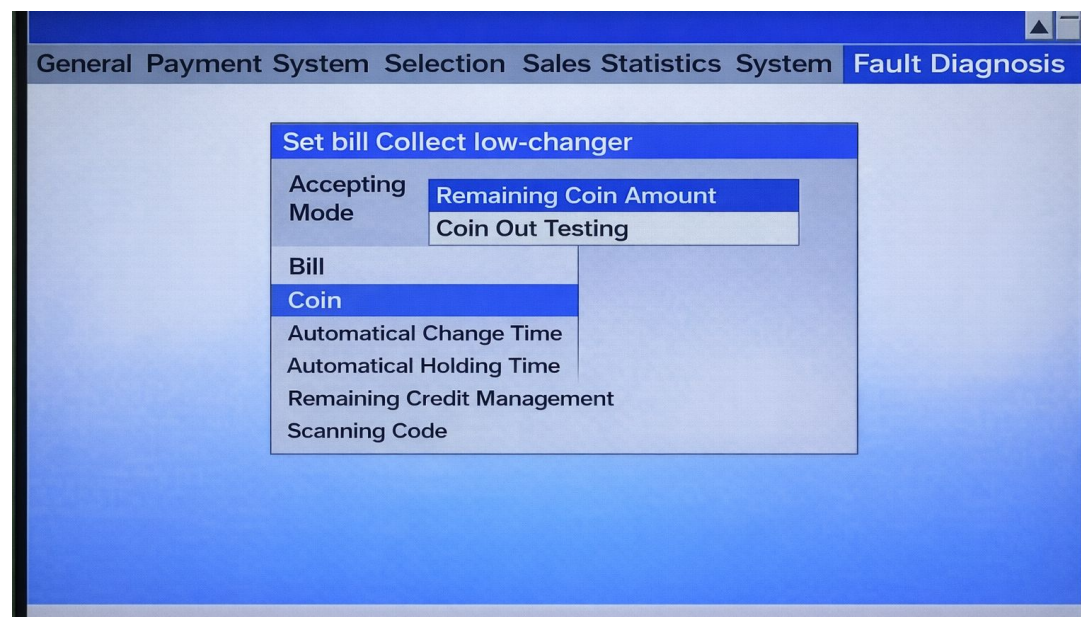 General Payment System Selection Sales Statistics System Fault Diagnosis
Set bill Collect low-changer
Accepting Mode
Remaining Coin Amount
Coin Out Testing
Bill
Coin
Automatical Change Time
Automatical Holding Time
Remaining Credit Management
Scanning Code